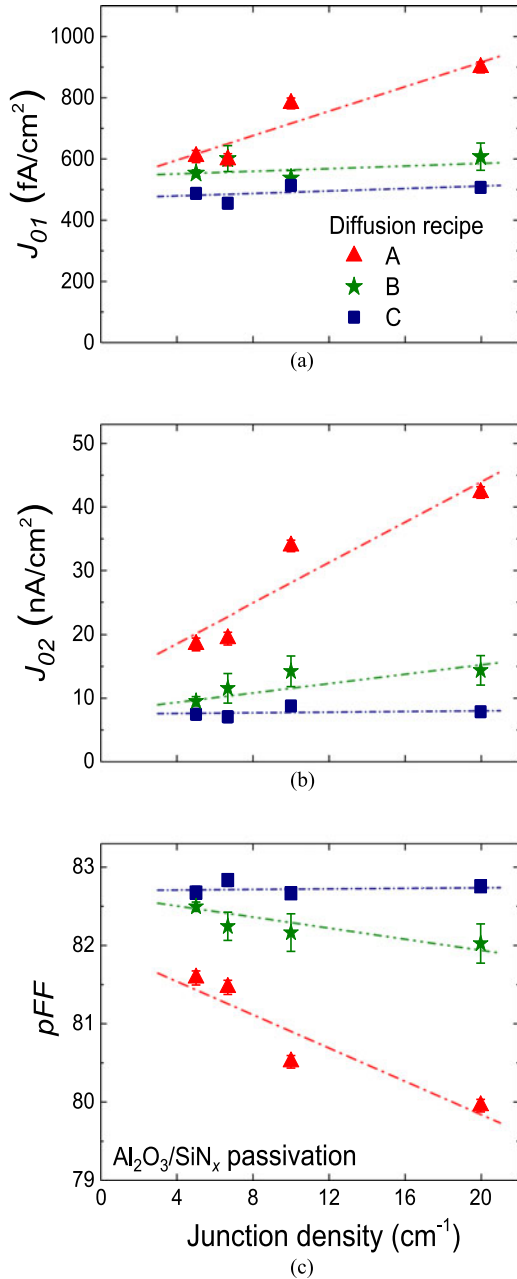 1000
800
600
400
200
0
J01 (fA/cm²)
Diffusion recipe
A
B
C
(a)
50
40
30
20
10
0
J02 (nA/cm²)
(b)
83
82
81
80
79
pFF
Al₂O₃/SiNₓ passivation
0 4 8 12 16 20
Junction density (cm⁻¹)
(c)